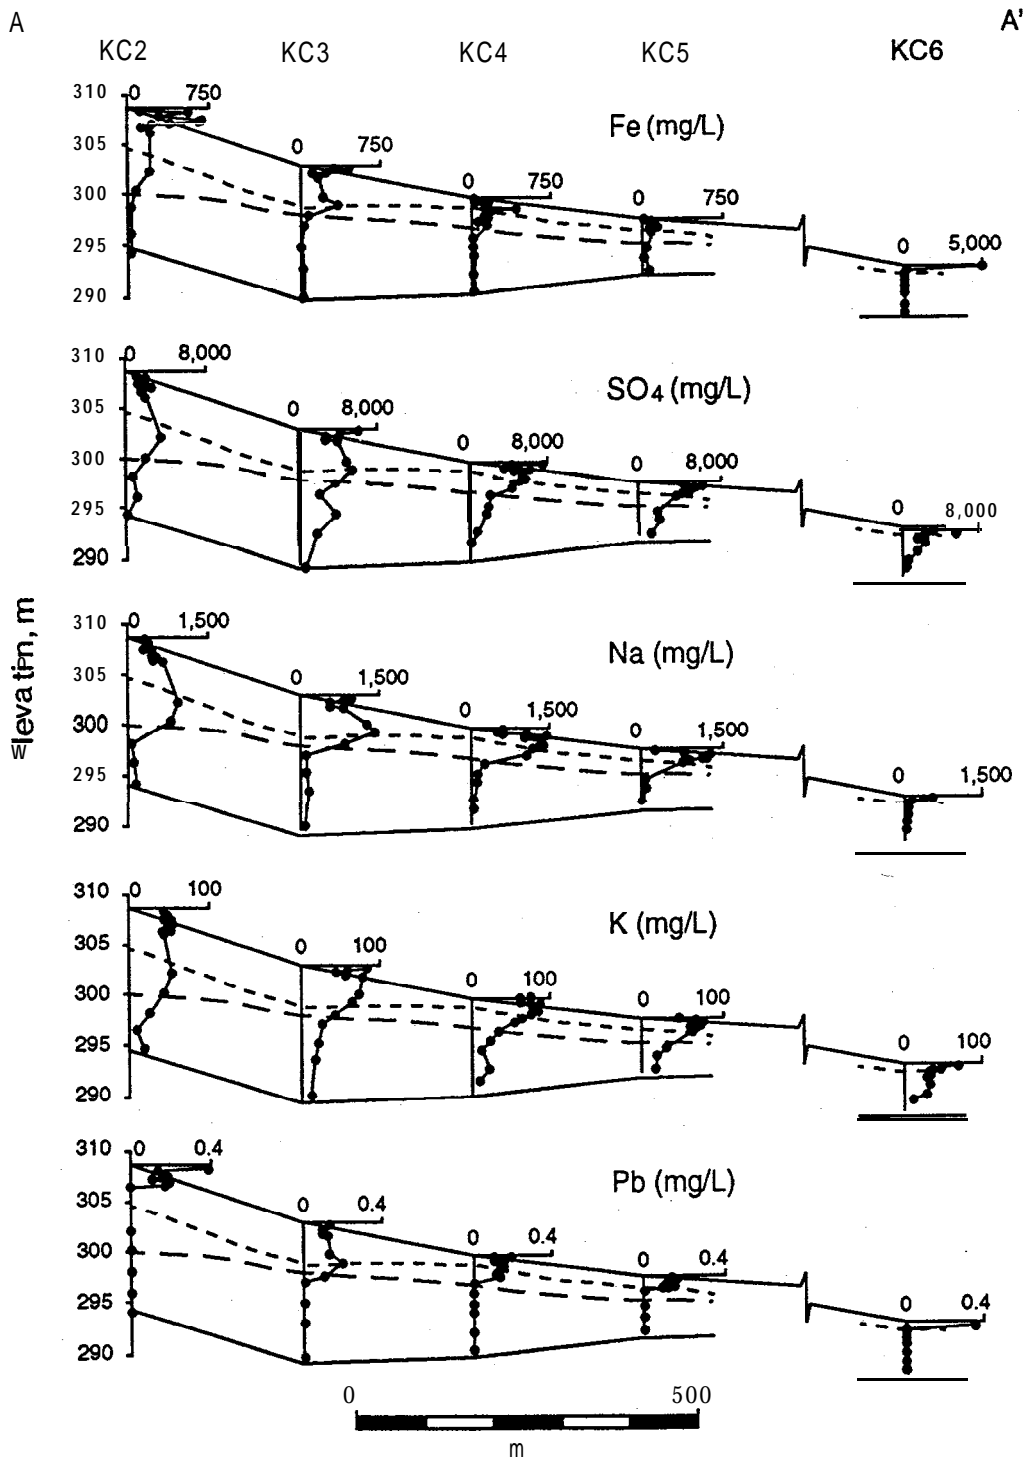 A A'
KC2 KC3 KC4 KC5 KC6
310 0 750
305 0 750 Fe (mg/L)
300 0 750 0 750
295 0 5,000
290
310 0 8,000
305 0 8,000 SO4 (mg/L)
300 0 8,000 0 8,000
295 0 8,000
290
Elevation, m
310 0 1,500
305 0 1,500 Na (mg/L)
300 0 1,500 0 1,500
295 0 1,500
290
310 0 100
305 0 100 K (mg/L)
300 0 100 0 100
295 0 100
290
310 0 0.4
305 0 0.4 Pb (mg/L)
300 0 0.4 0 0.4
295 0 0.4
290
0 500
m